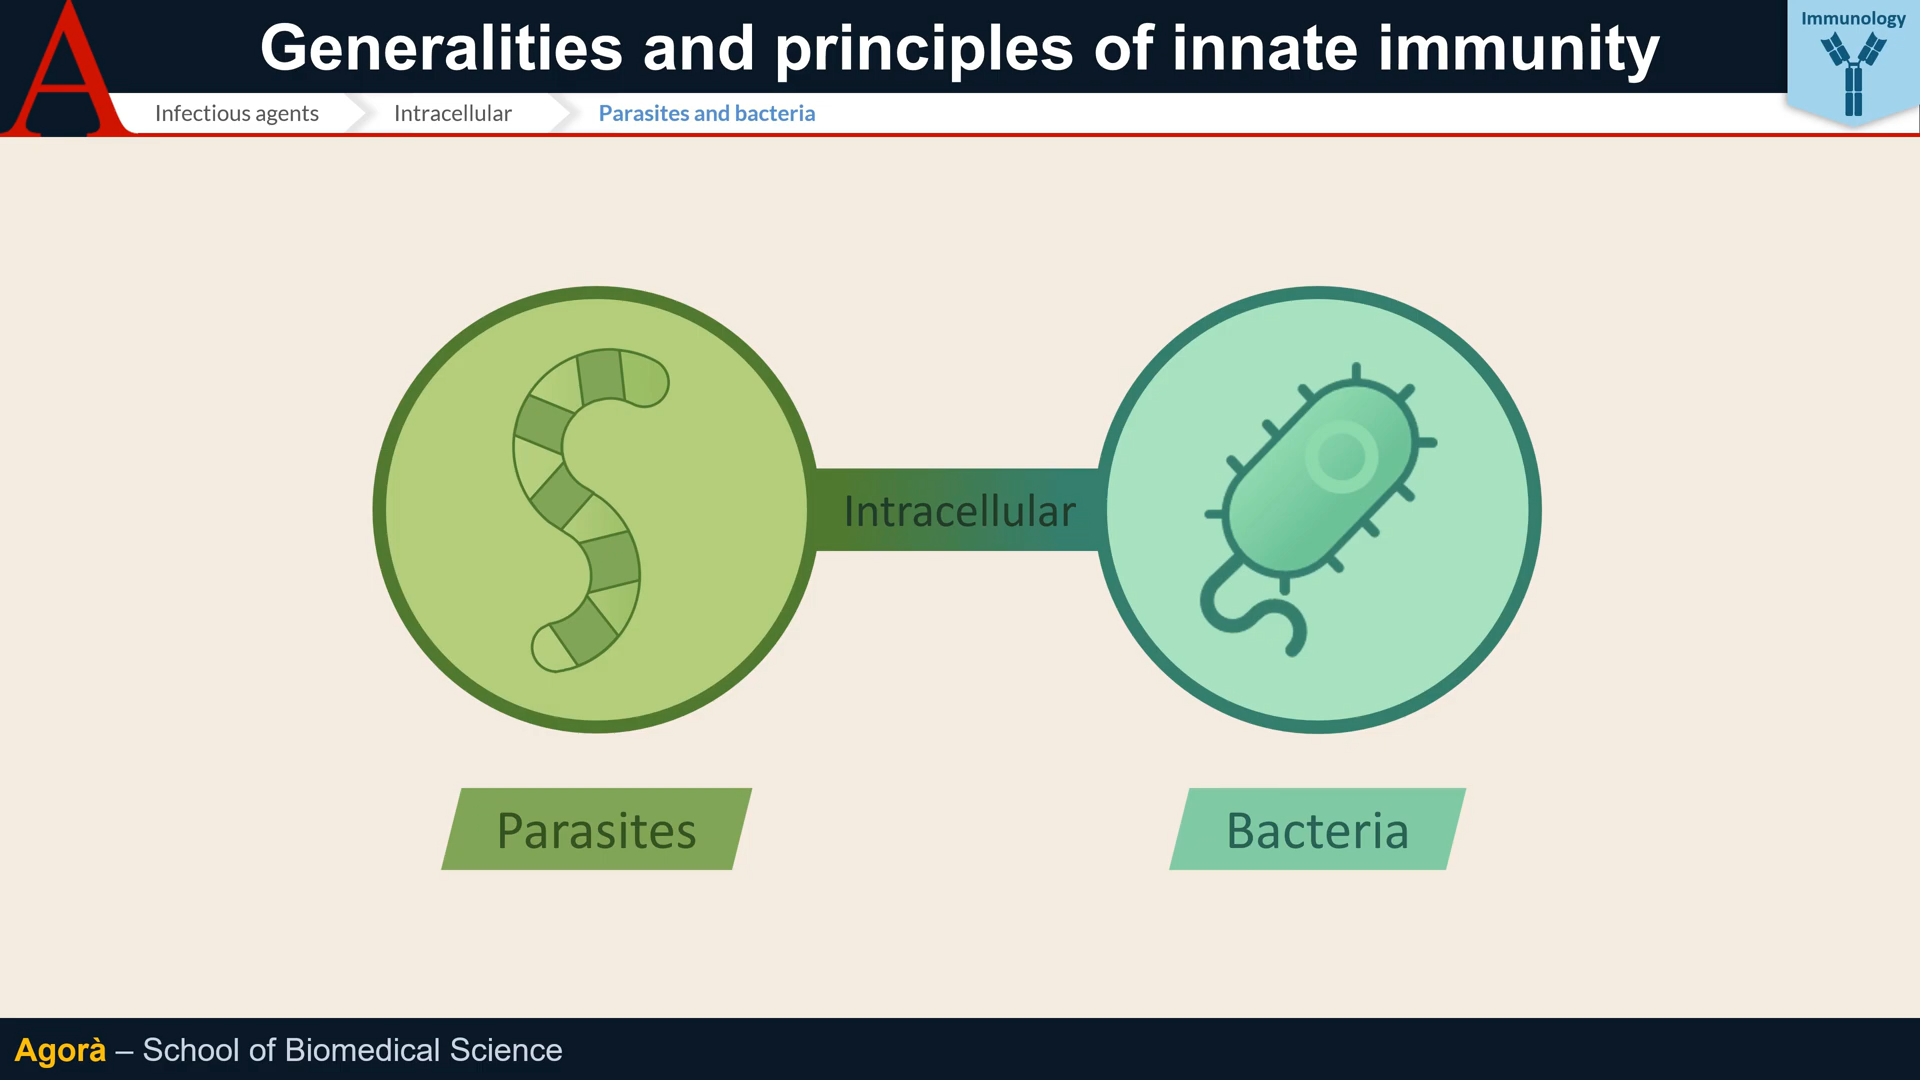 Generalities and principles of innate immunity
Immunology
A
Infectious agents
Intracellular
Parasites and bacteria
Intracellular
Parasites
Bacteria
Agorà – School of Biomedical Science